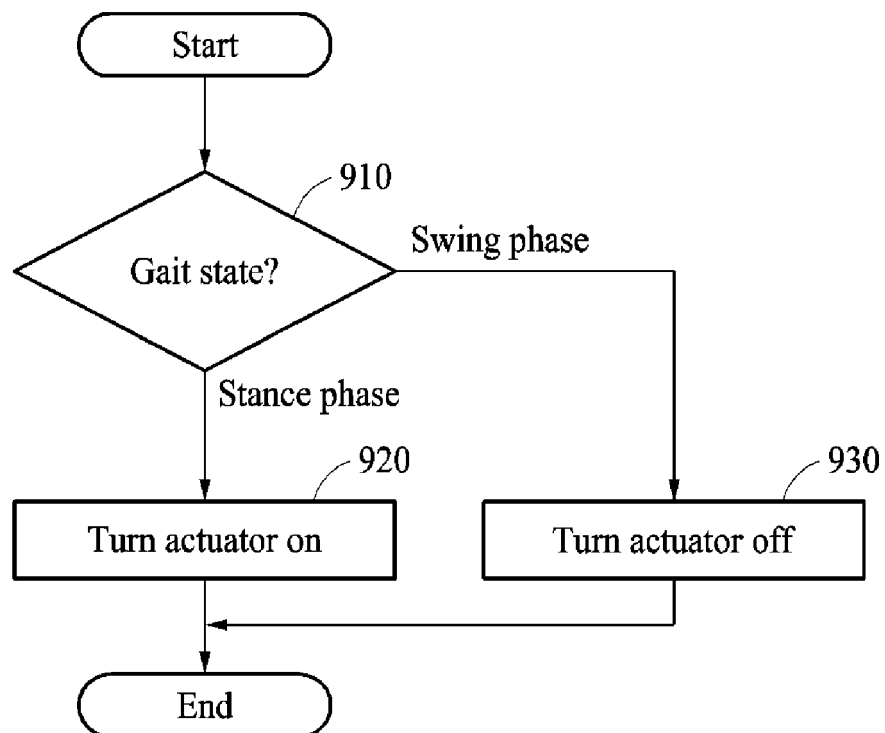 Start
910
Gait state?
Swing phase
Stance phase
920
Turn actuator on
930
Turn actuator off
End